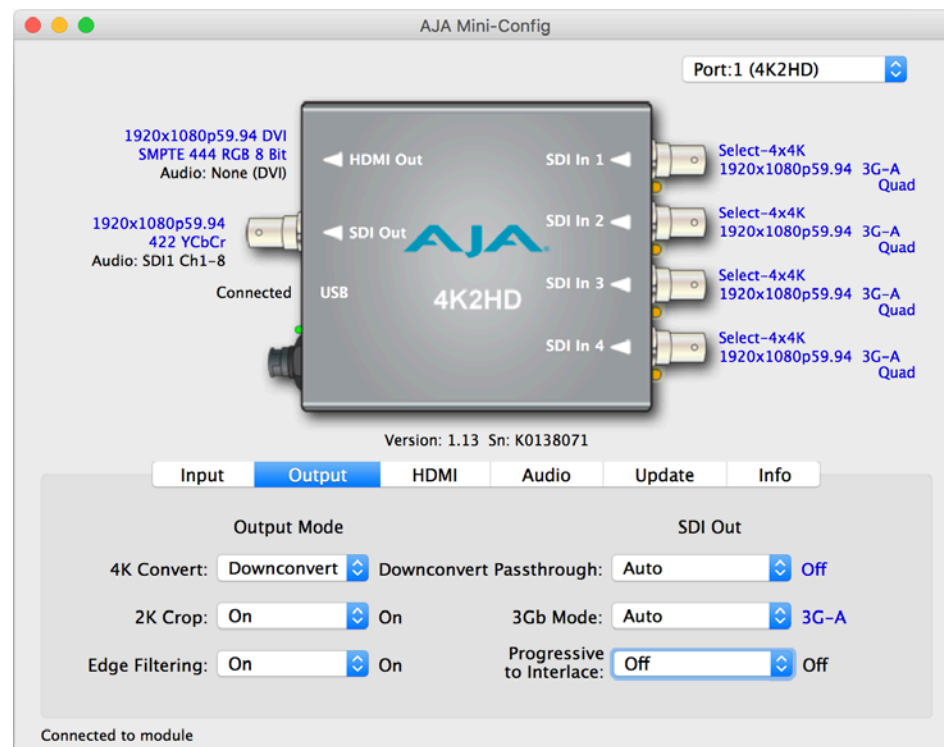 AJA Mini-Config
Port:1 (4K2HD)
1920x1080p59.94 DVI
SMPTE 444 RGB 8 Bit
Audio: None (DVI)
1920x1080p59.94
422 YCbCr
Audio: SDI1 Ch1-8
Connected
HDMI Out
SDI Out
USB
AJA
4K2HD
SDI In 1
SDI In 2
SDI In 3
SDI In 4
Select-4x4K
1920x1080p59.94 3G-A
Quad
Select-4x4K
1920x1080p59.94 3G-A
Quad
Select-4x4K
1920x1080p59.94 3G-A
Quad
Select-4x4K
1920x1080p59.94 3G-A
Quad
Version: 1.13 Sn: K0138071
Input Output HDMI Audio Update Info
Output Mode
4K Convert: Downconvert
2K Crop: On On
Edge Filtering: On On
SDI Out
Downconvert Passthrough: Auto Off
3Gb Mode: Auto 3G-A
Progressive
to Interlace: Off Off
Connected to module